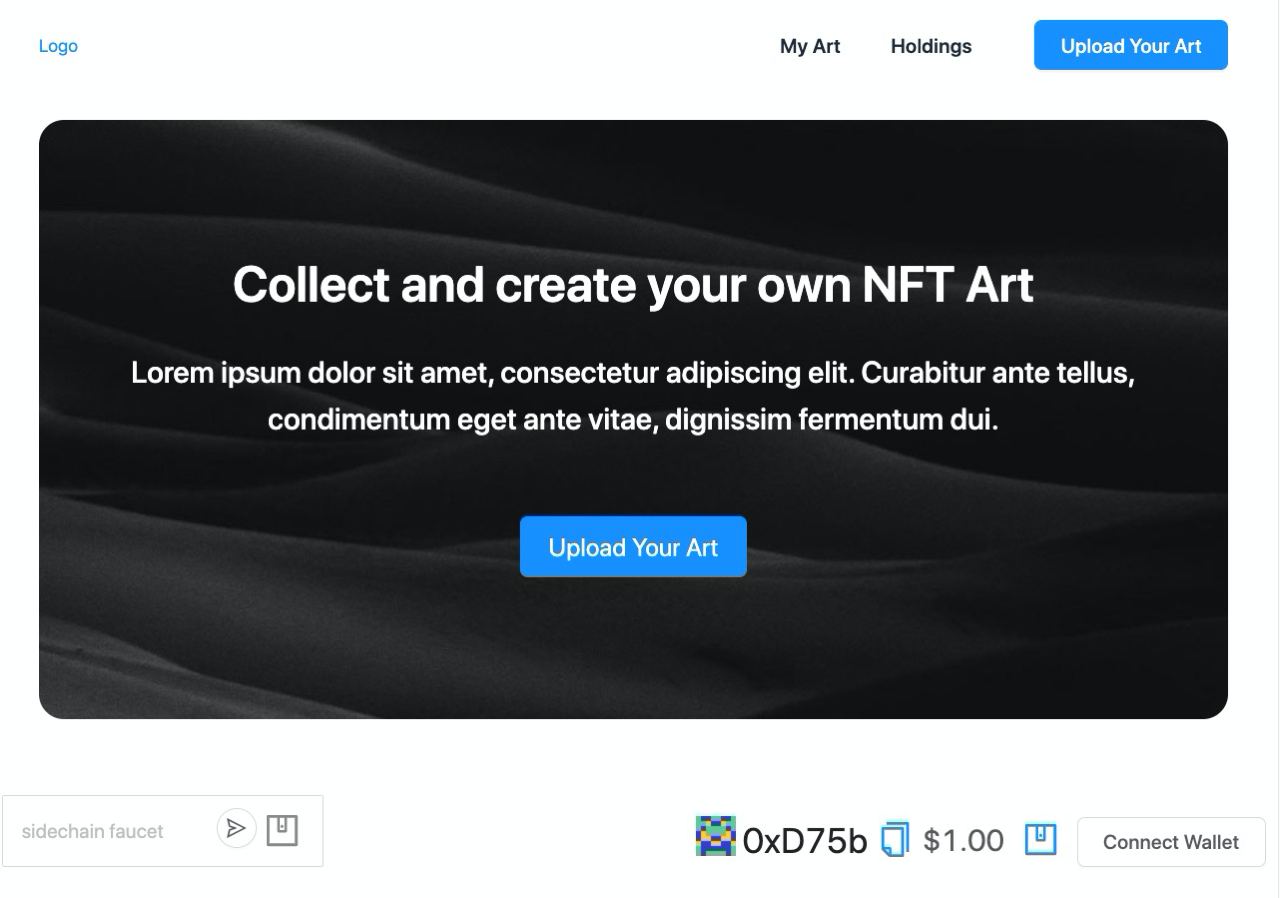 Logo
My Art
Holdings
Upload Your Art
Collect and create your own NFT Art
Lorem ipsum dolor sit amet, consectetur adipiscing elit. Curabitur ante tellus,
condimentum eget ante vitae, dignissim fermentum dui.
Upload Your Art
sidechain faucet
0xD75b
$1.00
Connect Wallet